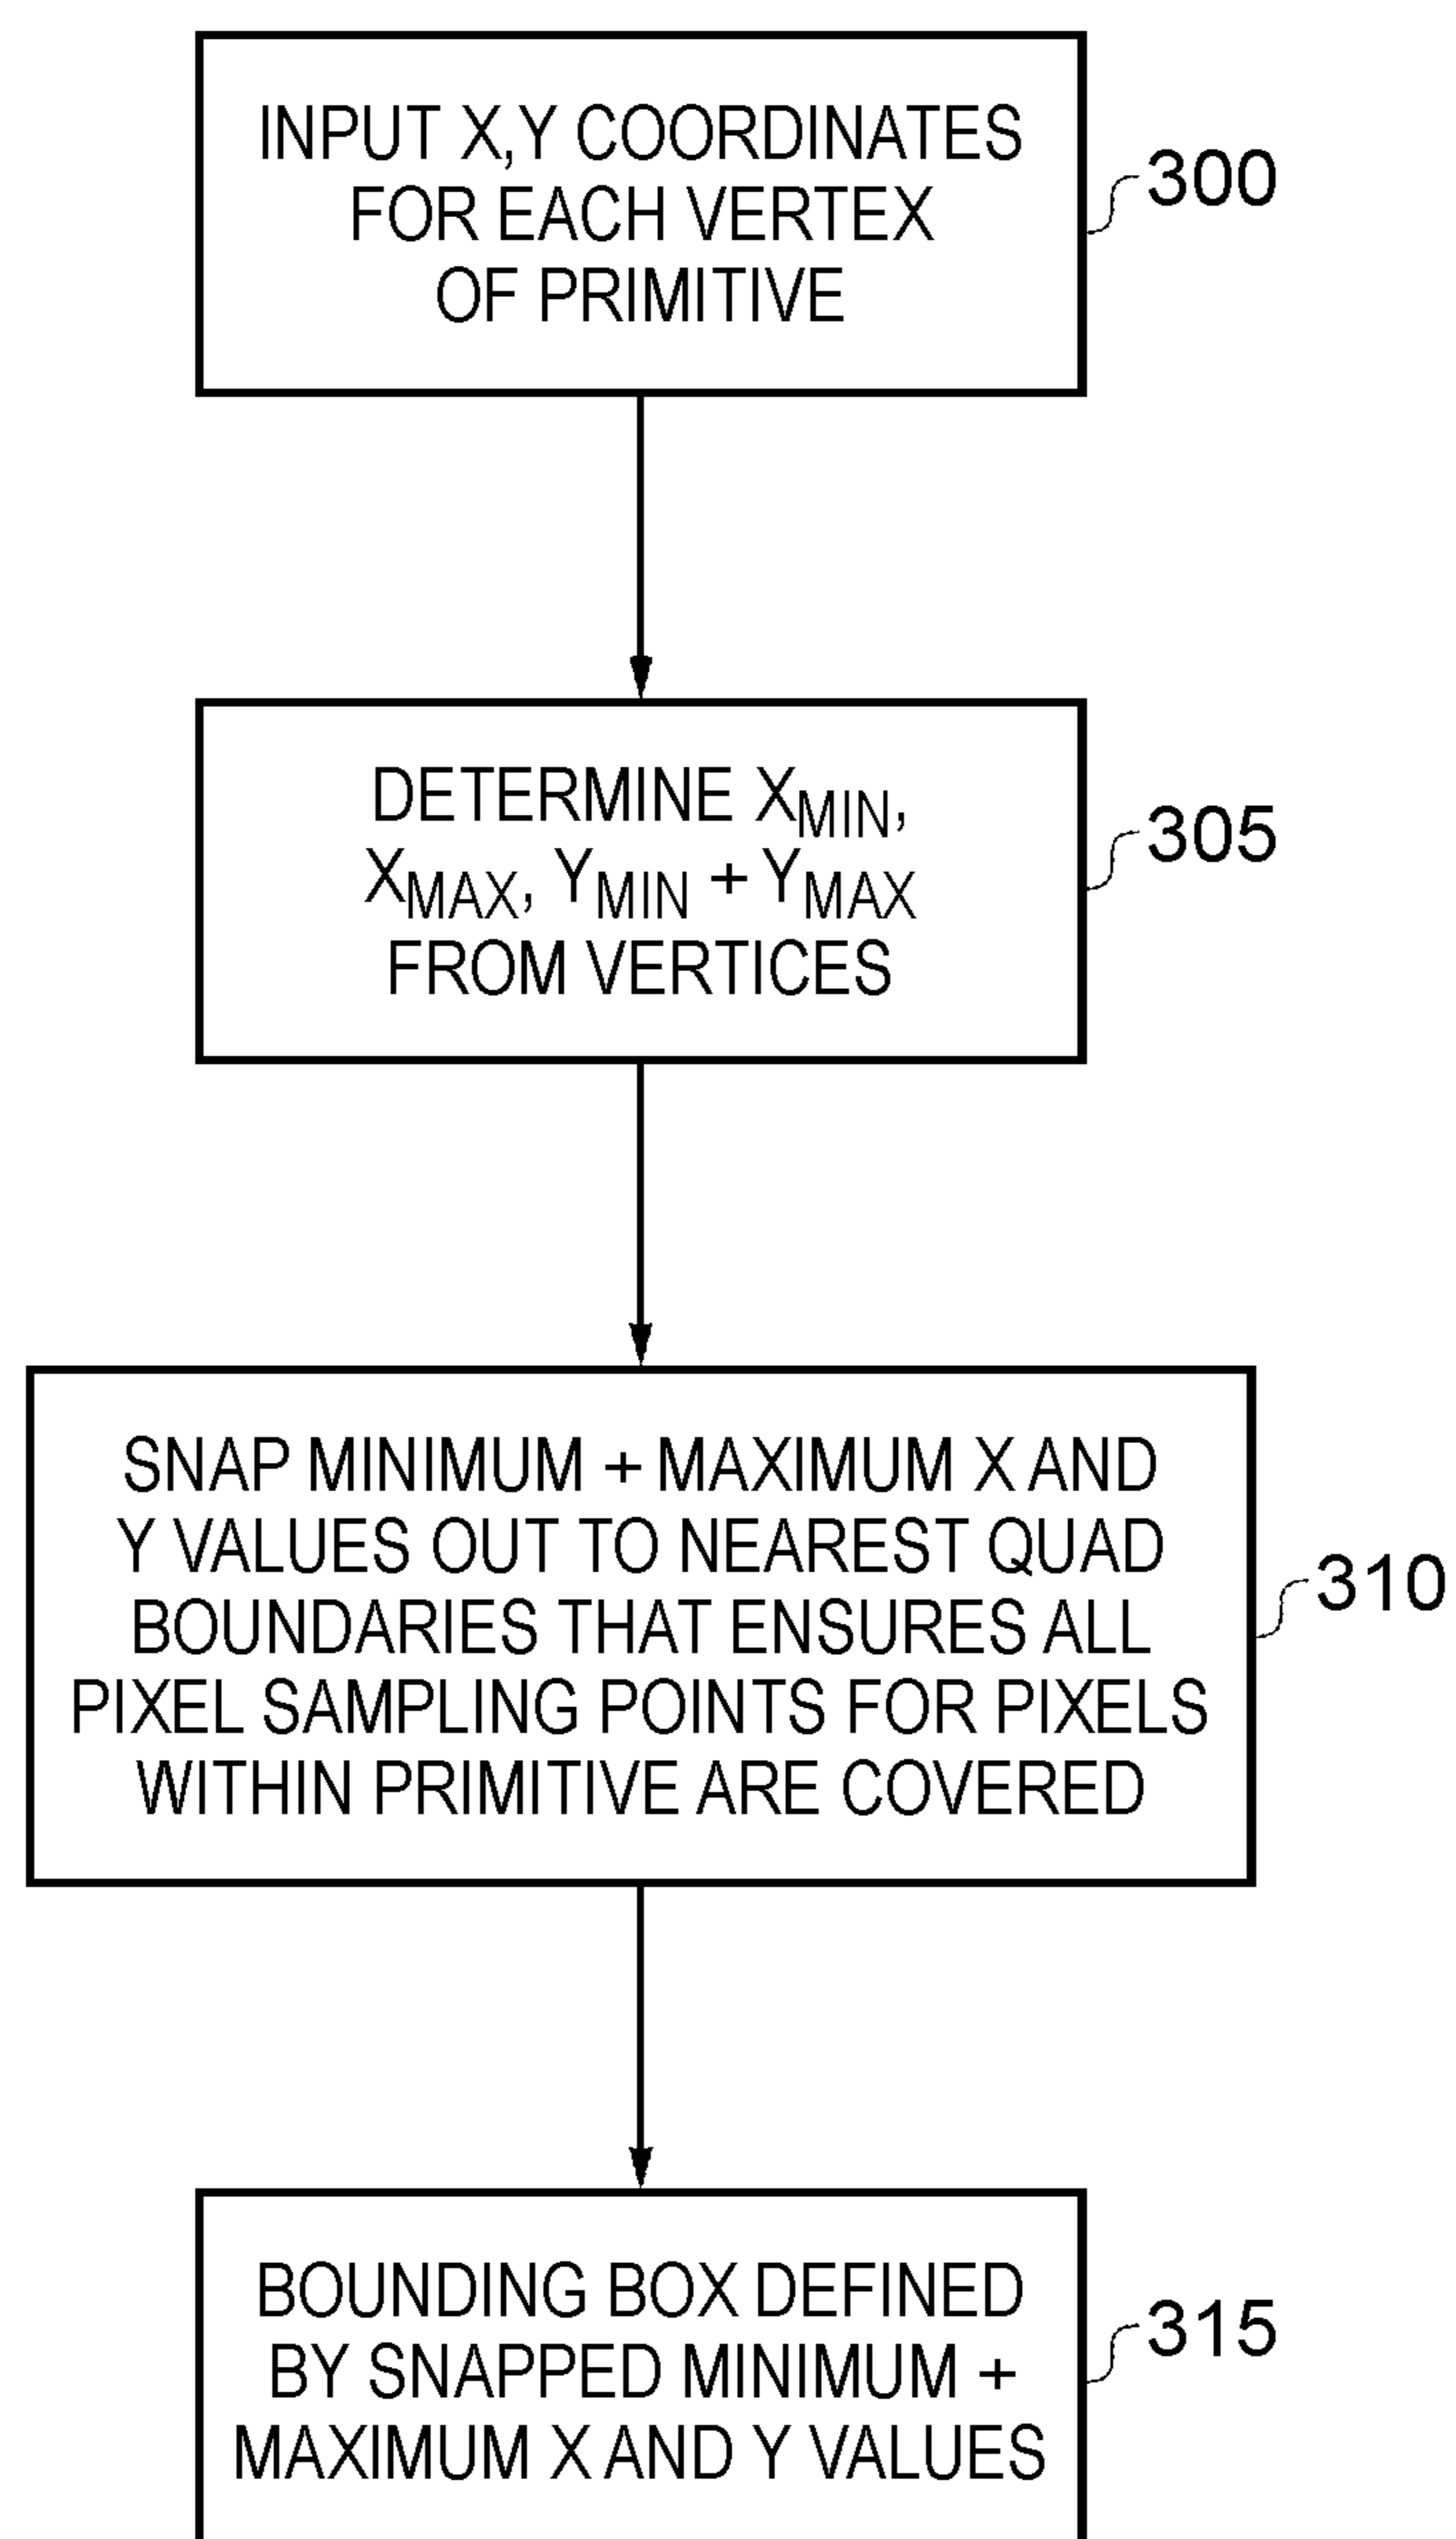 INPUT X,Y COORDINATES
FOR EACH VERTEX
OF PRIMITIVE
300
DETERMINE XMIN,
XMAX, YMIN + YMAX
FROM VERTICES
305
SNAP MINIMUM + MAXIMUM X AND
Y VALUES OUT TO NEAREST QUAD
BOUNDARIES THAT ENSURES ALL
PIXEL SAMPLING POINTS FOR PIXELS
WITHIN PRIMITIVE ARE COVERED
310
BOUNDING BOX DEFINED
BY SNAPPED MINIMUM +
MAXIMUM X AND Y VALUES
315